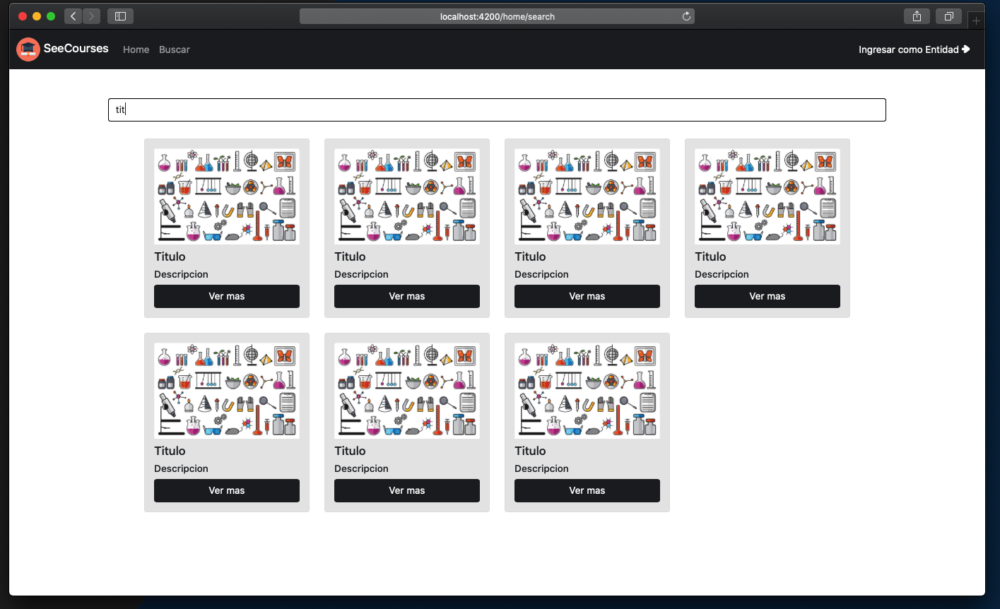 localhost:4200/home/search
SeeCourses Home Buscar Ingresar como Entidad
tit
Titulo Titulo Titulo Titulo
Descripcion Descripcion Descripcion Descripcion
Ver mas Ver mas Ver mas Ver mas
Titulo Titulo Titulo
Descripcion Descripcion Descripcion
Ver mas Ver mas Ver mas